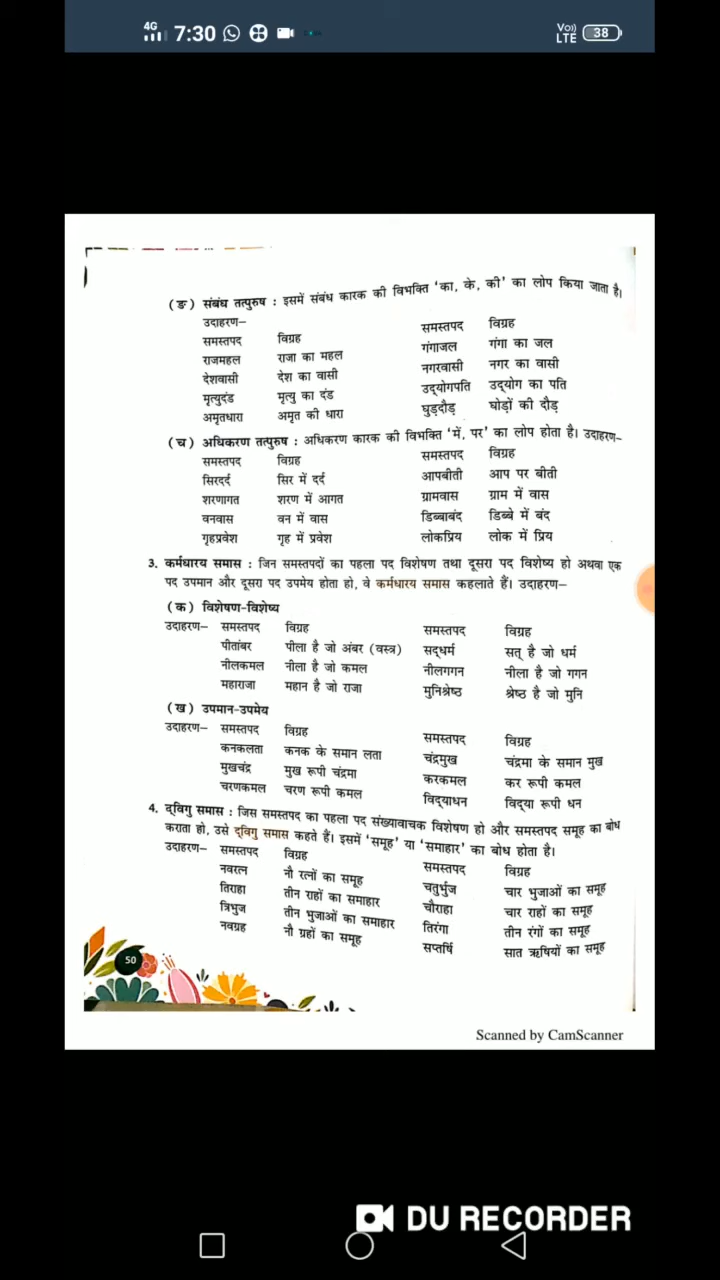 4G 7:30 Vo)) LTE 38
(ङ) संबंध तत्पुरुष : इसमें संबंध कारक की विभक्ति 'का, के, की' का लोप किया जाता है।
उदाहरण–
समस्तपद विग्रह समस्तपद विग्रह
राजमहल राजा का महल गंगाजल गंगा का जल
देशवासी देश का वासी नगरवासी नगर का वासी
मृत्युदंड मृत्यु का दंड उद्योगपति उद्योग का पति
अमृतधारा अमृत की धारा घुड़दौड़ घोड़ों की दौड़
(च) अधिकरण तत्पुरुष : अधिकरण कारक की विभक्ति 'में, पर' का लोप होता है। उदाहरण–
समस्तपद विग्रह समस्तपद विग्रह
सिरदर्द सिर में दर्द आपबीती आप पर बीती
शरणागत शरण में आगत ग्रामवास ग्राम में वास
वनवास वन में वास डिब्बाबंद डिब्बे में बंद
गृहप्रवेश गृह में प्रवेश लोकप्रिय लोक में प्रिय
3. कर्मधारय समास : जिन समस्तपदों का पहला पद विशेषण तथा दूसरा पद विशेष्य हो अथवा एक
पद उपमान और दूसरा पद उपमेय होता हो, वे कर्मधारय समास कहलाते हैं। उदाहरण–
(क) विशेषण-विशेष्य
उदाहरण– समस्तपद विग्रह समस्तपद विग्रह
पीतांबर पीला है जो अंबर (वस्त्र) सद्धर्म सत् है जो धर्म
नीलकमल नीला है जो कमल नीलगगन नीला है जो गगन
महाराजा महान है जो राजा मुनिश्रेष्ठ श्रेष्ठ है जो मुनि
(ख) उपमान-उपमेय
उदाहरण– समस्तपद विग्रह समस्तपद विग्रह
कनकलता कनक के समान लता चंद्रमुख चंद्रमा के समान मुख
मुखचंद्र मुख रूपी चंद्रमा करकमल कर रूपी कमल
चरणकमल चरण रूपी कमल विद्याधन विद्या रूपी धन
4. द्विगु समास : जिस समस्तपद का पहला पद संख्यावाचक विशेषण हो और समस्तपद समूह का बोध
कराता हो, उसे द्विगु समास कहते हैं। इसमें 'समूह' या 'समाहार' का बोध होता है।
उदाहरण– समस्तपद विग्रह समस्तपद विग्रह
नवरत्न नौ रत्नों का समूह चतुर्भुज चार भुजाओं का समूह
तिराहा तीन राहों का समाहार चौराहा चार राहों का समूह
त्रिभुज तीन भुजाओं का समाहार तिरंगा तीन रंगों का समूह
नवग्रह नौ ग्रहों का समूह सप्तर्षि सात ऋषियों का समूह
50
Scanned by CamScanner
DU RECORDER